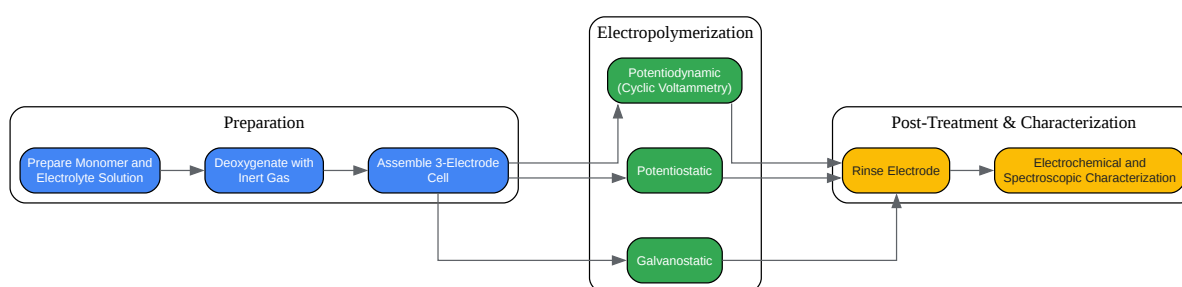 Preparation
Prepare Monomer and
Electrolyte Solution
Deoxygenate with
Inert Gas
Assemble 3-Electrode
Cell
Electropolymerization
Potentiodynamic
(Cyclic Voltammetry)
Potentiostatic
Galvanostatic
Post-Treatment & Characterization
Rinse Electrode
Electrochemical and
Spectroscopic Characterization